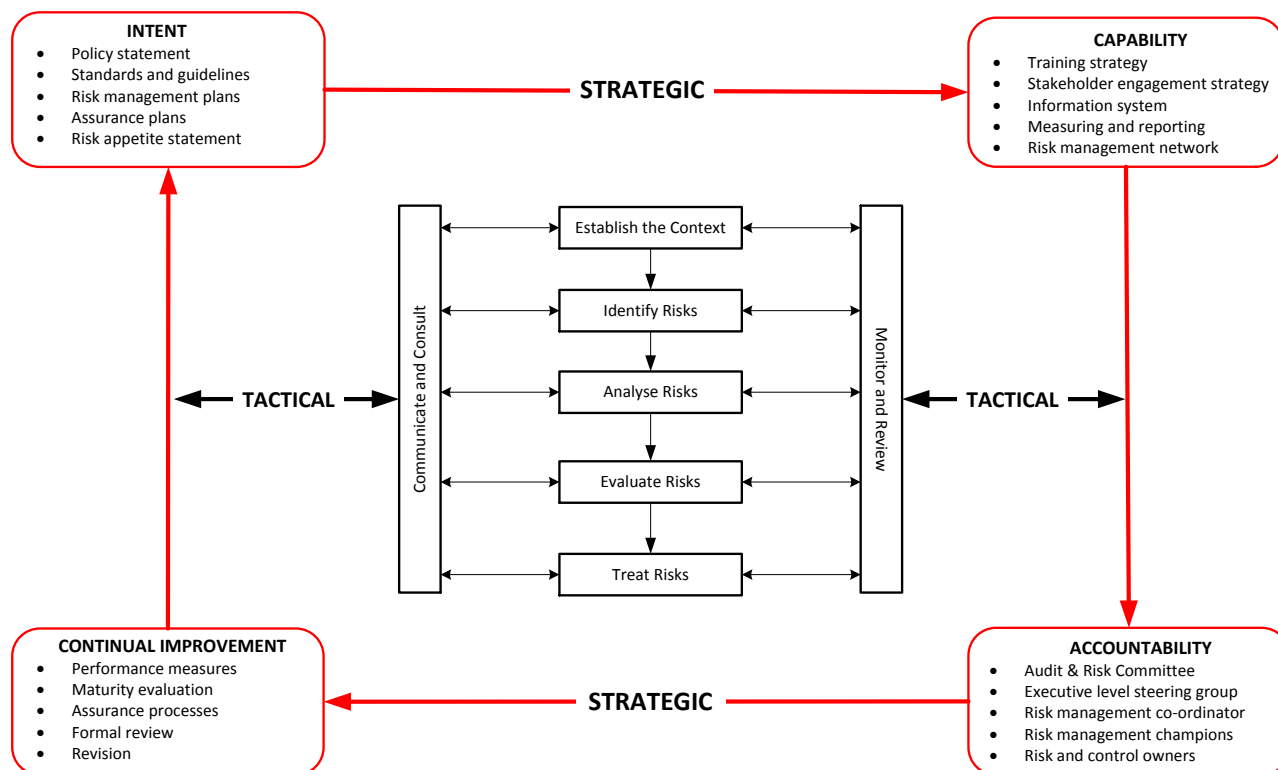 INTENT
• Policy statement
• Standards and guidelines
• Risk management plans
• Assurance plans
• Risk appetite statement
STRATEGIC
CAPABILITY
• Training strategy
• Stakeholder engagement strategy
• Information system
• Measuring and reporting
• Risk management network
TACTICAL
Communicate and Consult
Establish the Context
Identify Risks
Analyse Risks
Evaluate Risks
Treat Risks
Monitor and Review
TACTICAL
CONTINUAL IMPROVEMENT
• Performance measures
• Maturity evaluation
• Assurance processes
• Formal review
• Revision
STRATEGIC
ACCOUNTABILITY
• Audit & Risk Committee
• Executive level steering group
• Risk management co-ordinator
• Risk management champions
• Risk and control owners